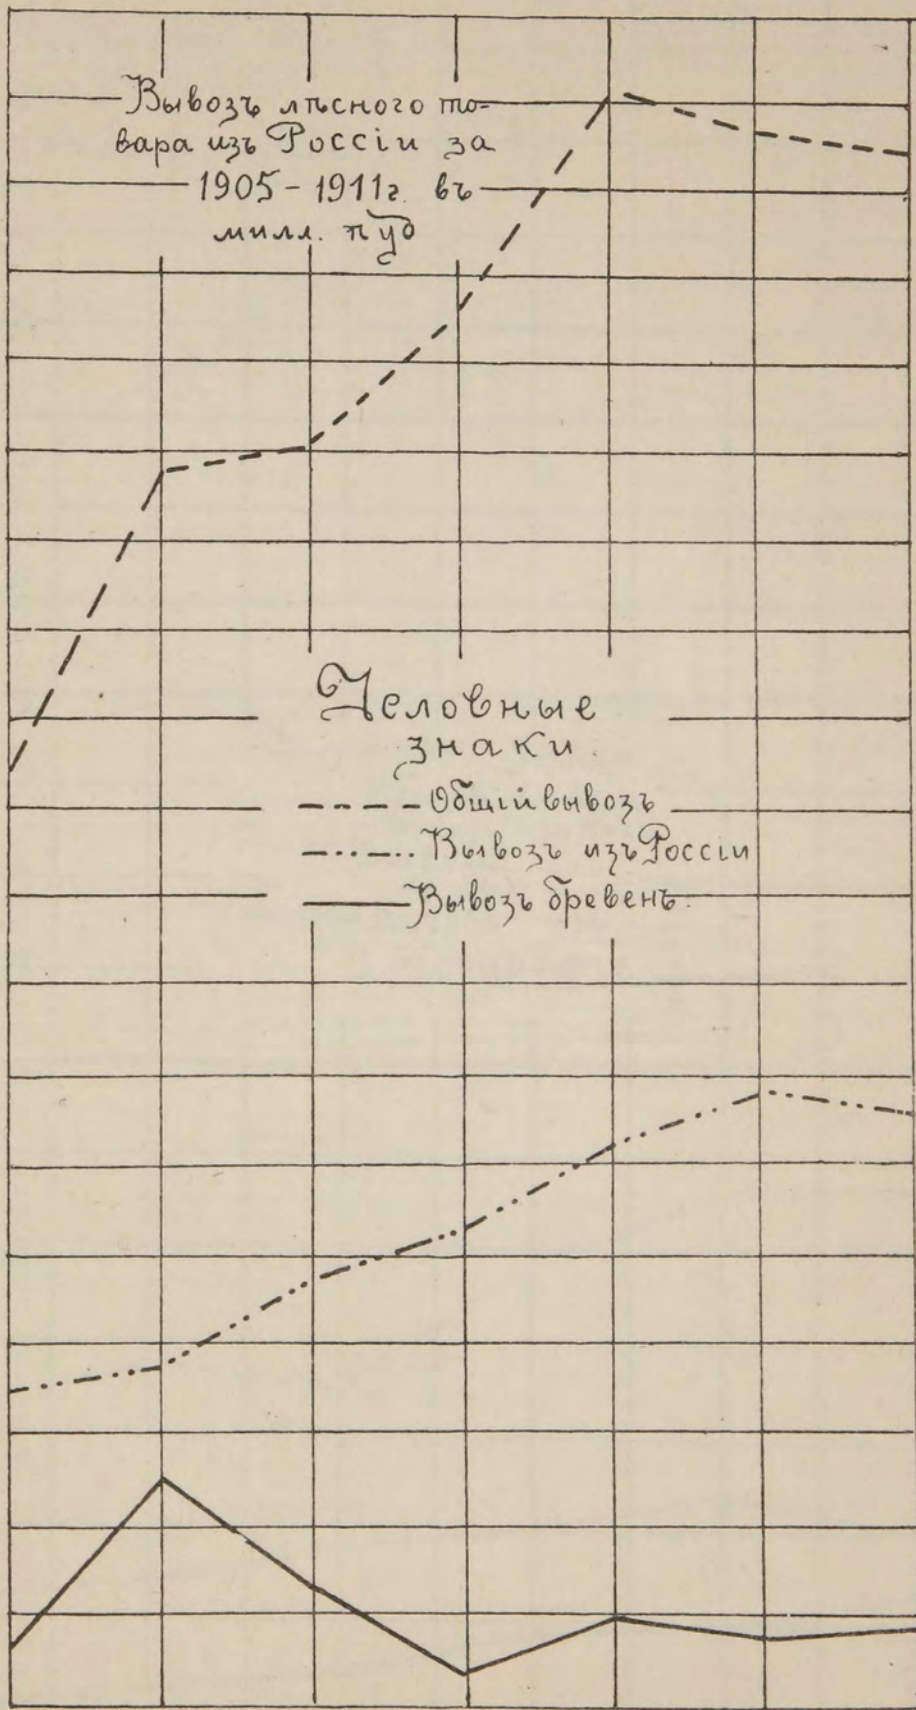 Вывозъ лѣсного то-
вара изъ Россіи за
1905-1911г. въ
милл. пуд
Условные
знаки.
Общій вывозъ
Вывозъ изъ Россіи
Вывозъ бревенъ.